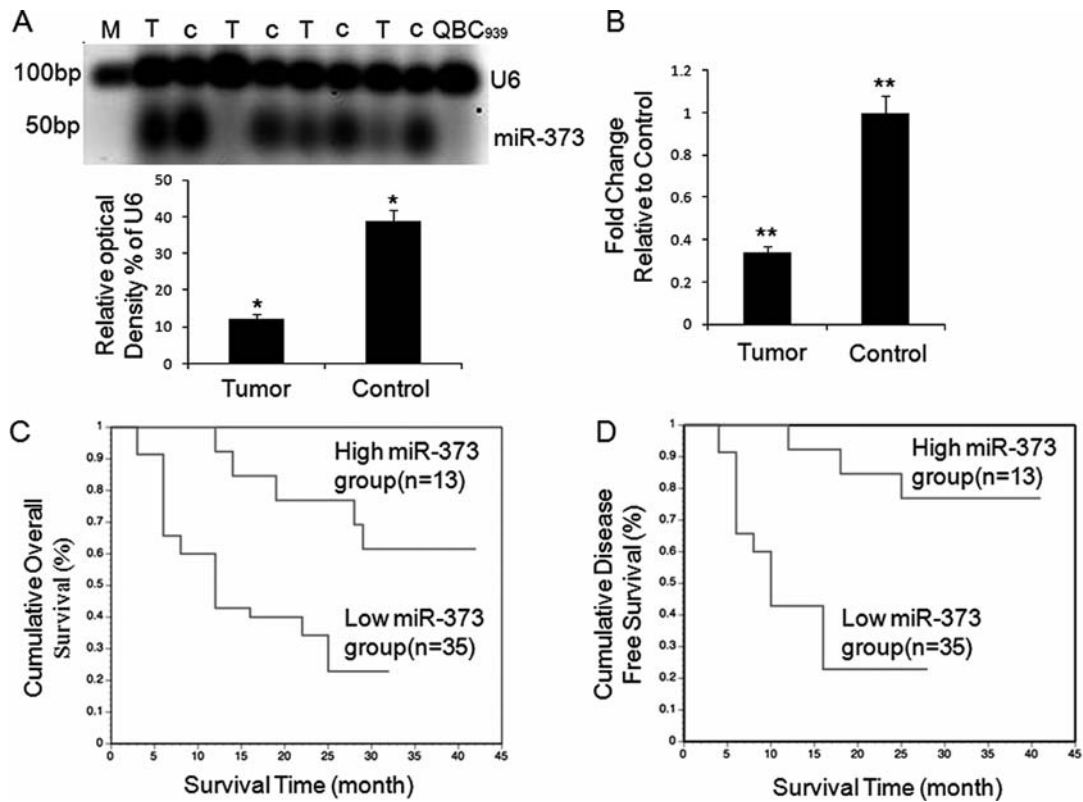 A
M T c T c T c T c QBC939
100bp
U6
50bp
miR-373
Relative optical
Density % of U6
50
40
30
20
10
0
*
*
Tumor
Control
B
Fold Change
Relative to Control
1.2
1
0.8
0.6
0.4
0.2
0
**
**
Tumor
Control
C
Cumulative Overall
Survival (%)
1
0.9
0.8
0.7
0.6
0.5
0.4
0.3
0.2
0.1
0
High miR-373
group(n=13)
Low miR-373
group(n=35)
0 5 10 15 20 25 30 35 40 45
Survival Time (month)
D
Cumulative Disease
Free Survival (%)
1
0.9
0.8
0.7
0.6
0.5
0.4
0.3
0.2
0.1
0
High miR-373
group(n=13)
Low miR-373
group(n=35)
0 5 10 15 20 25 30 35 40 45
Survival Time (month)